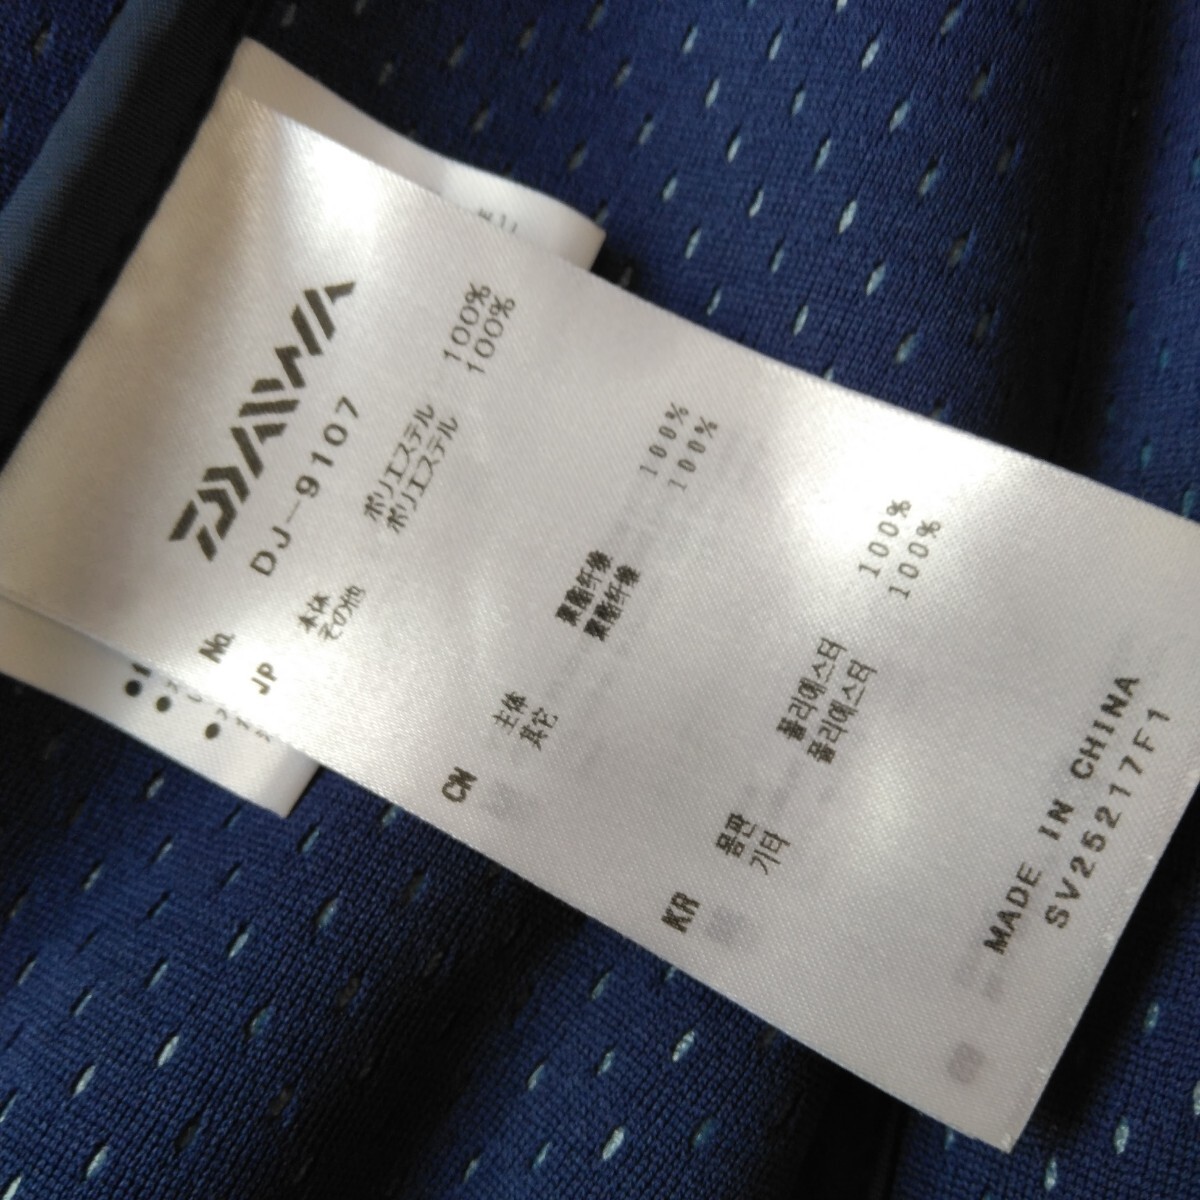 DAIWA
No. DJ-9107
JP 本体 ポリエステル 100%
その他 ポリエステル 100%
CN 主体 聚酯纤维 100%
其它 聚酯纤维 100%
KR 몸판 폴리에스터 100%
기타 폴리에스터 100%
MADE IN CHINA
SV25217F1